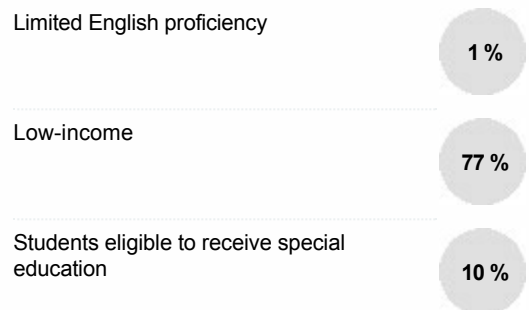 Limited English proficiency
1 %
Low-income
77 %
Students eligible to receive special
education
10 %